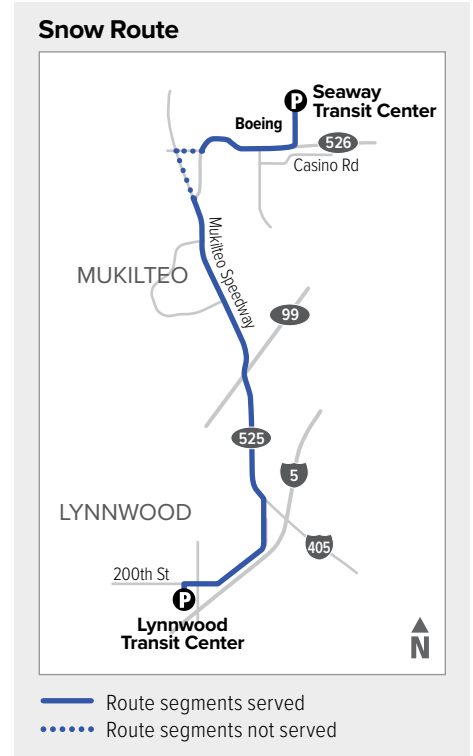 Snow Route
P
Seaway
Transit Center
Boeing
526
Casino Rd
Mukilteo Speedway
MUKILTEO
99
525
5
LYNNWOOD
405
200th St
P
Lynnwood
Transit Center
N
Route segments served
Route segments not served